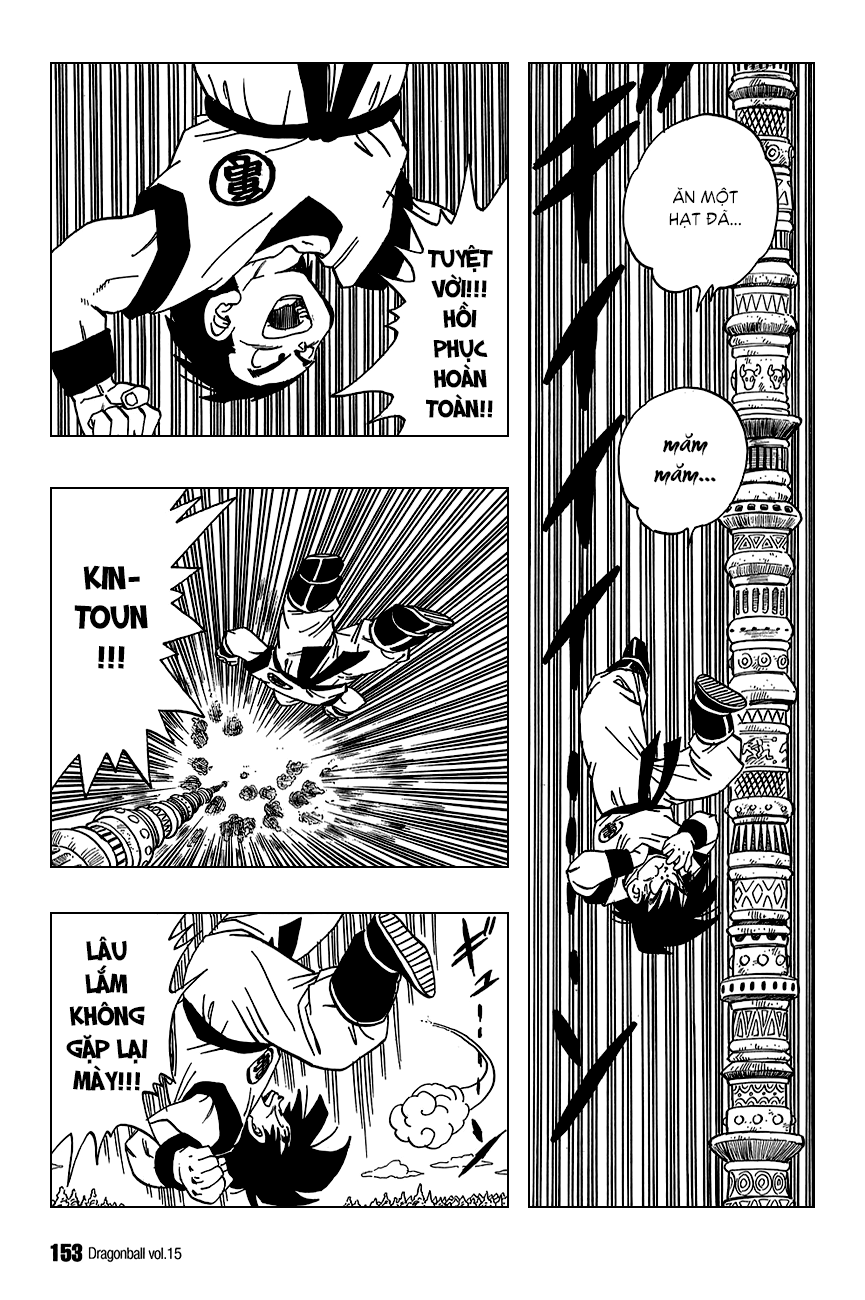 ĂN MỘT
HẠT ĐÃ...
măm
măm...
TUYỆT
VỜI!!!
HỒI
PHỤC
HOÀN
TOÀN!!
KIN-
TOUN
!!!
LÂU
LẮM
KHÔNG
GẶP LẠI
MÀY!!!
153 Dragonball vol.15